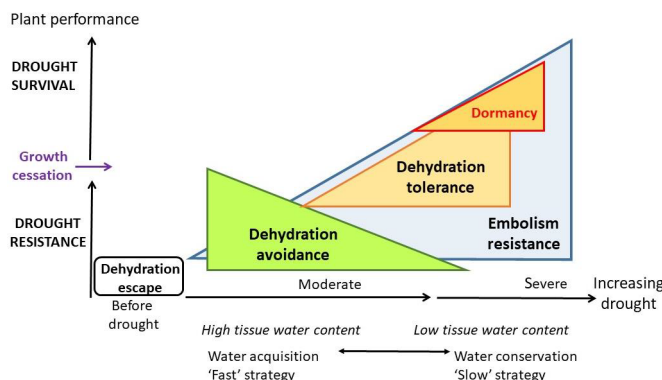 Plant performance
DROUGHT
SURVIVAL
Growth
cessation
DROUGHT
RESISTANCE
Dormancy
Dehydration
tolerance
Embolism
resistance
Dehydration
avoidance
Dehydration
escape
Before
drought
Moderate
Severe
Increasing
drought
High tissue water content
Low tissue water content
Water acquisition
'Fast' strategy
Water conservation
'Slow' strategy